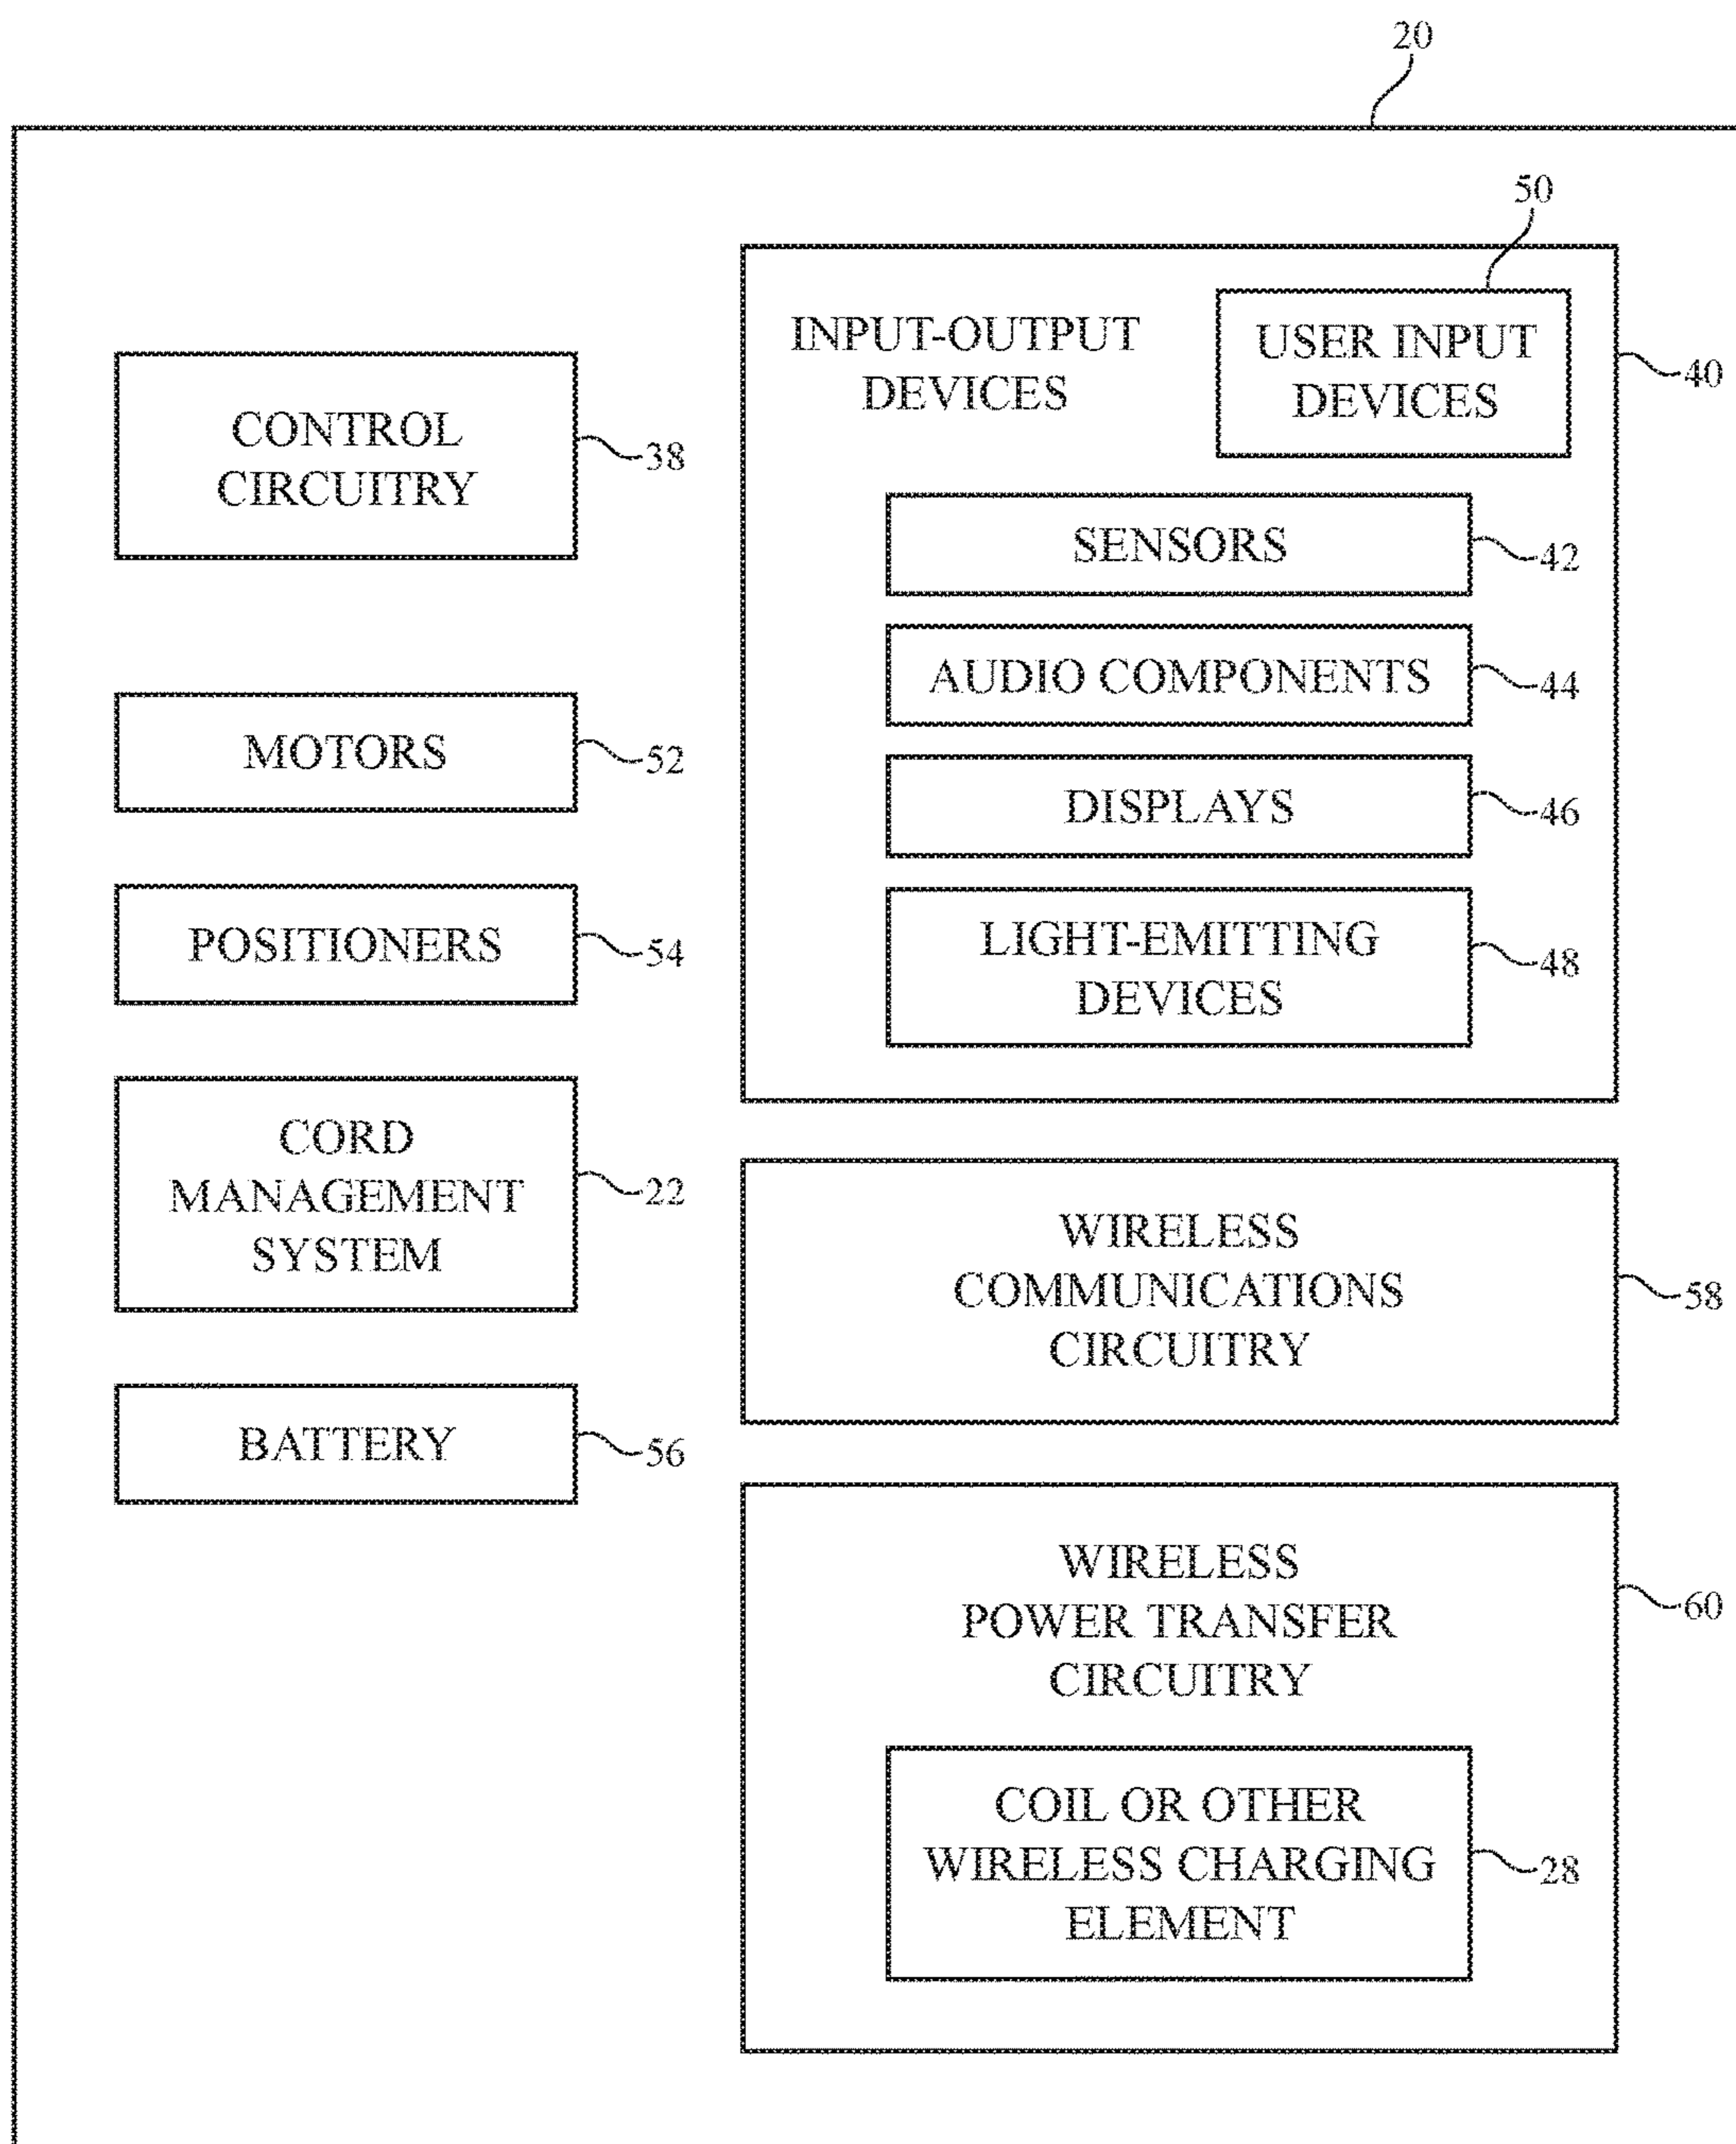 20
50
INPUT-OUTPUT
DEVICES
USER INPUT
DEVICES
40
CONTROL
CIRCUITRY
38
SENSORS
42
AUDIO COMPONENTS
44
MOTORS
52
DISPLAYS
46
POSITIONERS
54
LIGHT-EMITTING
DEVICES
48
CORD
MANAGEMENT
SYSTEM
22
WIRELESS
COMMUNICATIONS
CIRCUITRY
58
BATTERY
56
WIRELESS
POWER TRANSFER
CIRCUITRY
60
COIL OR OTHER
WIRELESS CHARGING
ELEMENT
28